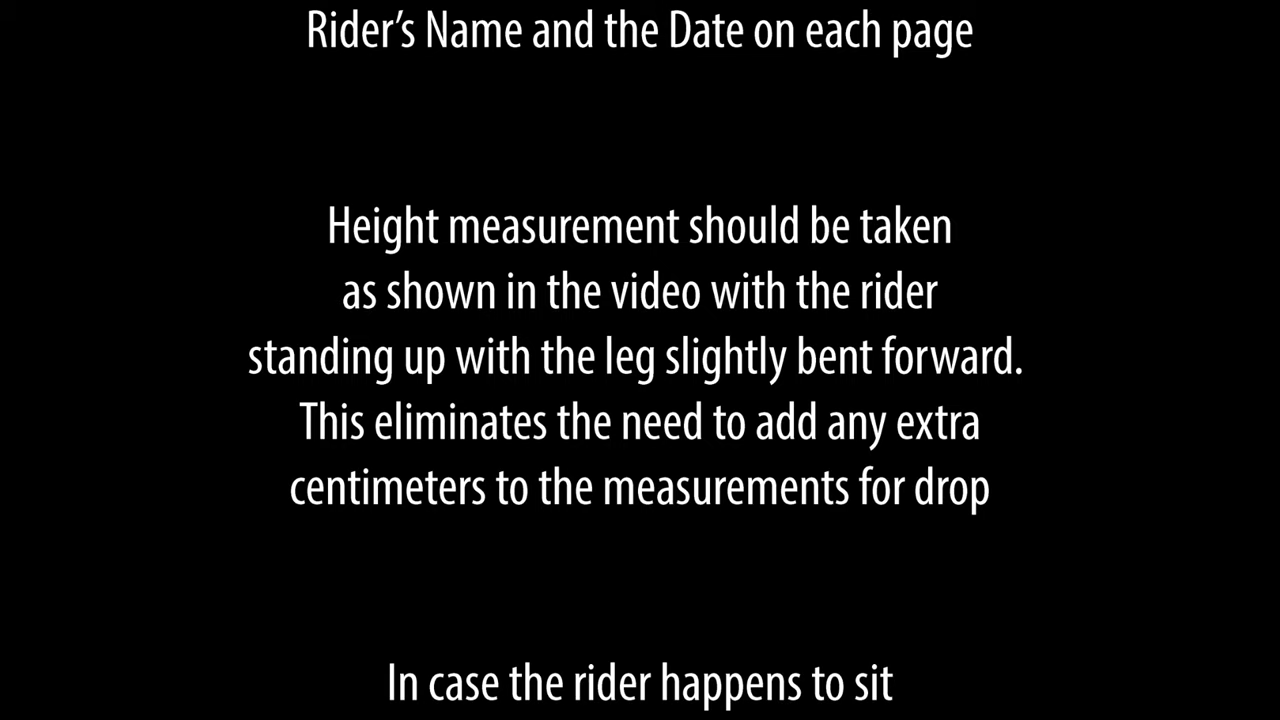 Rider’s Name and the Date on each page
Height measurement should be taken
as shown in the video with the rider
standing up with the leg slightly bent forward.
This eliminates the need to add any extra
centimeters to the measurements for drop
In case the rider happens to sit